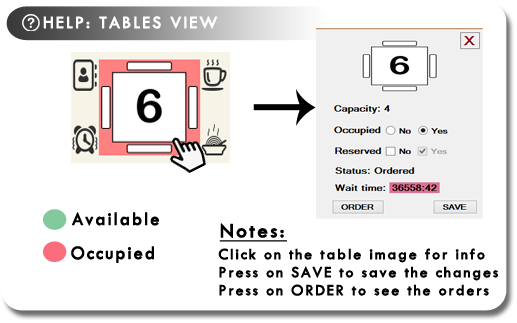 ?HELP: TABLES VIEW
6
X
6
Capacity: 4
Occupied No Yes
Reserved No Yes
Status: Ordered
Wait time: 36558:42
ORDER SAVE
Available
Occupied
Notes:
Click on the table image for info
Press on SAVE to save the changes
Press on ORDER to see the orders